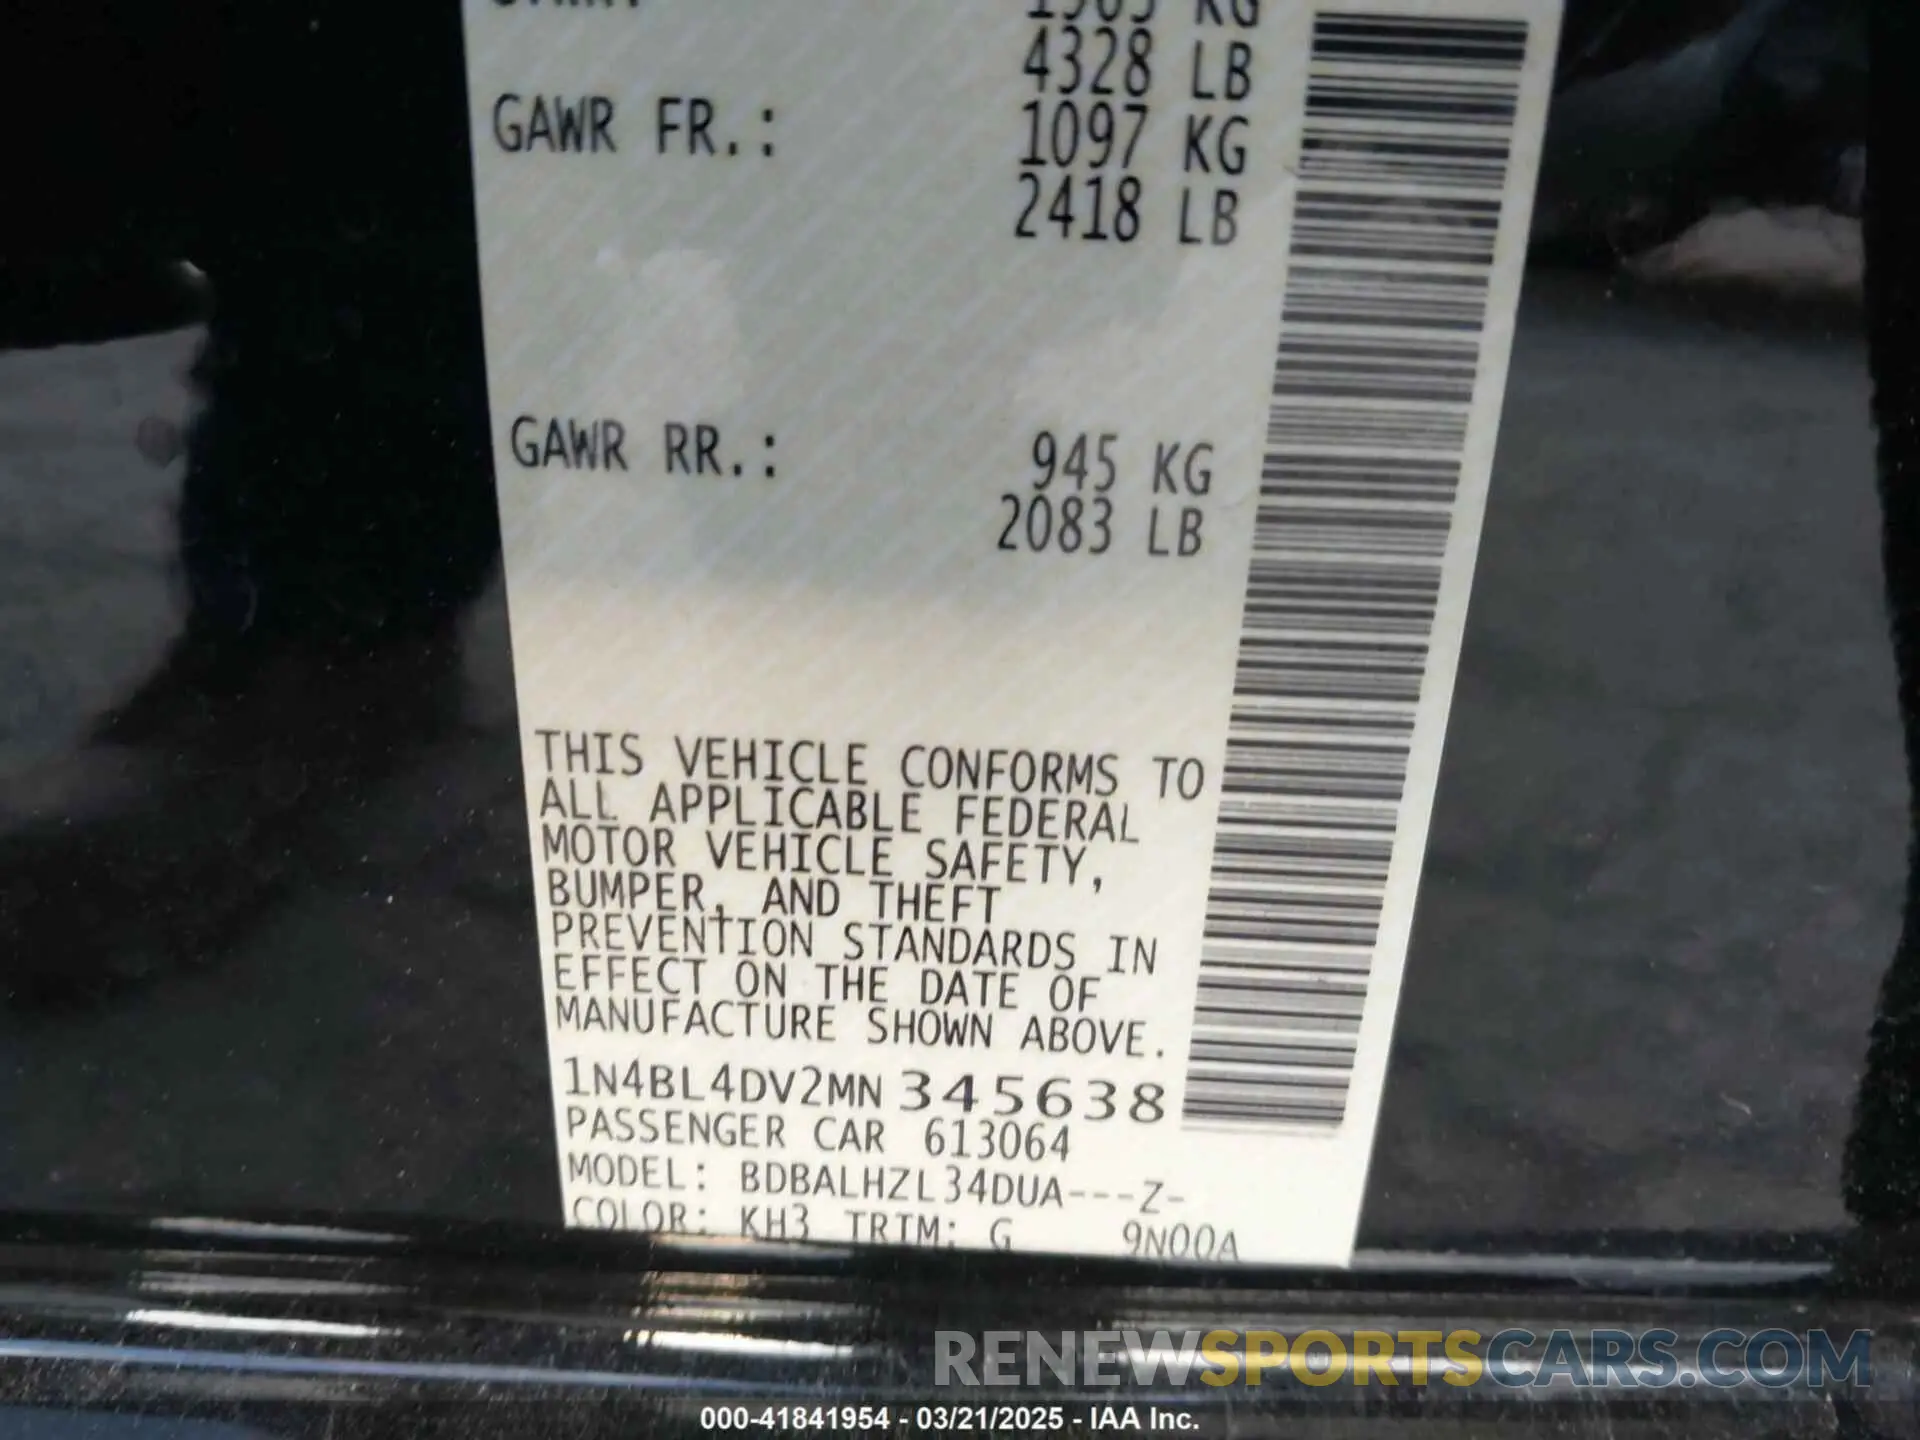 4328 LB
GAWR FR.: 1097 KG
2418 LB
GAWR RR.: 945 KG
2083 LB
THIS VEHICLE CONFORMS TO
ALL APPLICABLE FEDERAL
MOTOR VEHICLE SAFETY,
BUMPER, AND THEFT
PREVENTION STANDARDS IN
EFFECT ON THE DATE OF
MANUFACTURE SHOWN ABOVE.
1N4BL4DV2MN 345638
PASSENGER CAR 613064
MODEL: BDBALHZL34DUA---Z-
COLOR: KH3 TRIM: G 9N00A
RENEWSPORTSCARS.COM
000-41841954 - 03/21/2025 - IAA Inc.